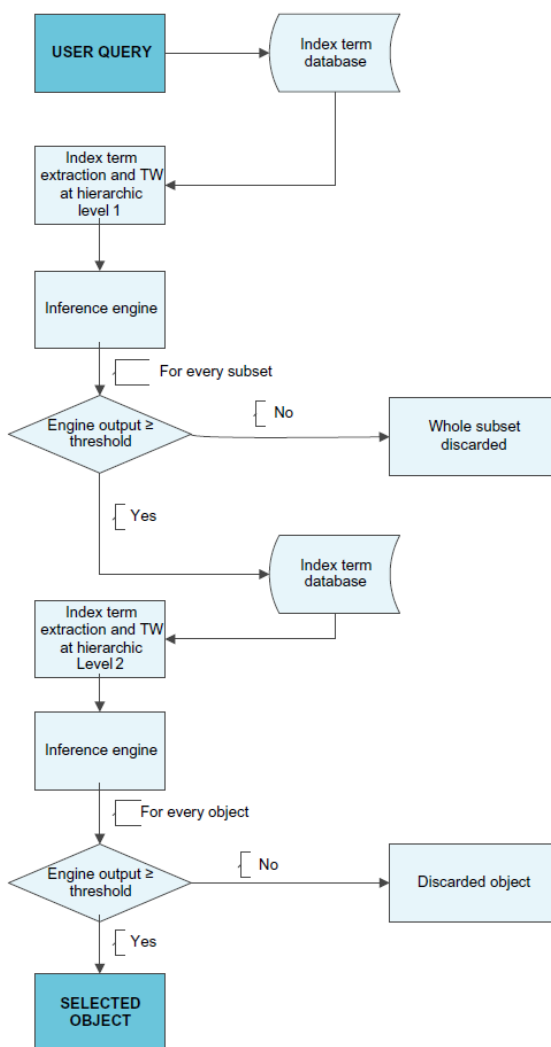 USER QUERY
Index term
database
Index term
extraction and TW
at hierarchic
level 1
Inference engine
For every subset
Engine output ≥
threshold
No
Whole subset
discarded
Yes
Index term
database
Index term
extraction and TW
at hierarchic
Level 2
Inference engine
For every object
Engine output ≥
threshold
No
Discarded object
Yes
SELECTED
OBJECT